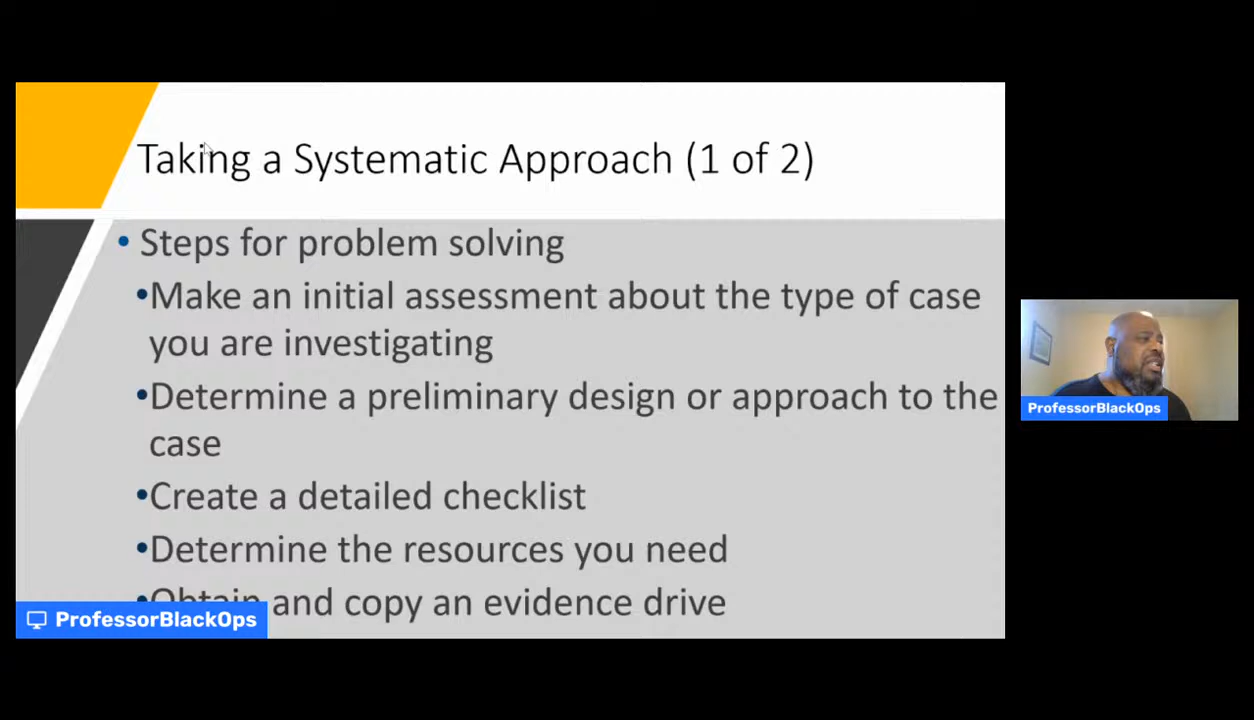 Taking a Systematic Approach (1 of 2)
• Steps for problem solving
•Make an initial assessment about the type of case
you are investigating
•Determine a preliminary design or approach to the
case
•Create a detailed checklist
•Determine the resources you need
•Obtain and copy an evidence drive
ProfessorBlackOps
ProfessorBlackOps